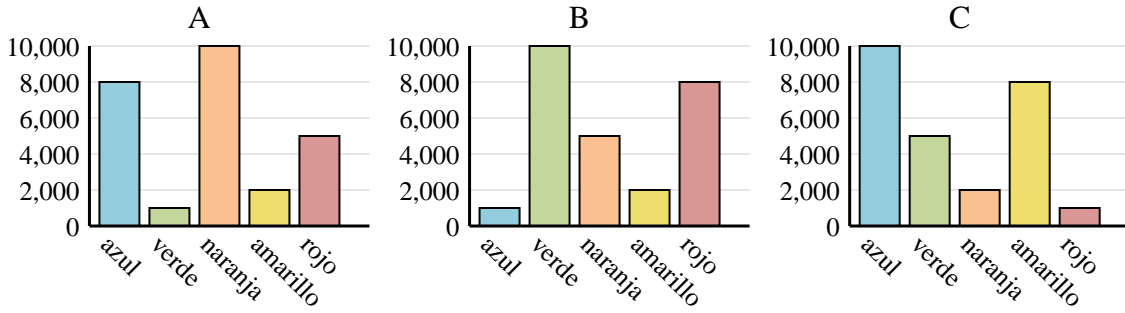 A
10,000
8,000
6,000
4,000
2,000
0
azul
verde
naranja
amarillo
rojo
B
10,000
8,000
6,000
4,000
2,000
0
azul
verde
naranja
amarillo
rojo
C
10,000
8,000
6,000
4,000
2,000
0
azul
verde
naranja
amarillo
rojo